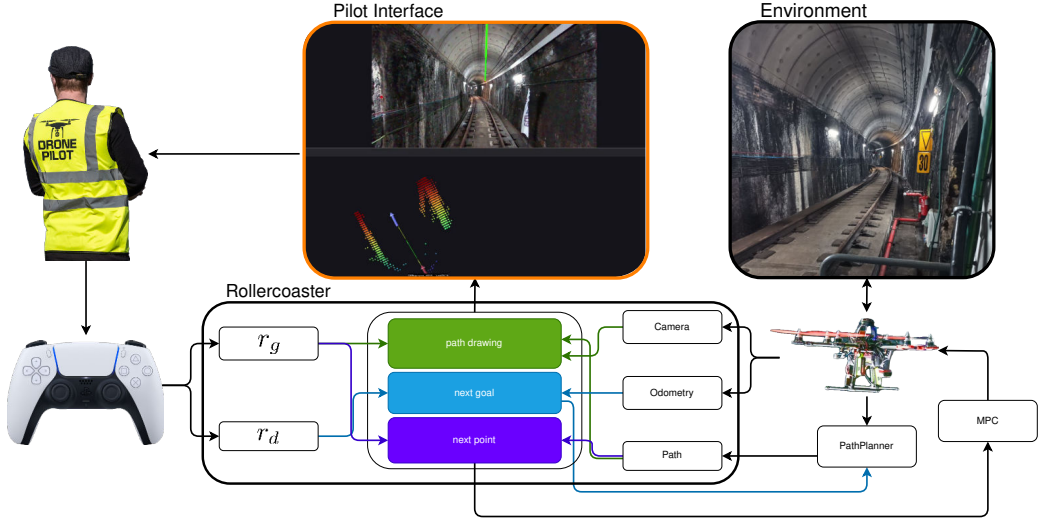 Pilot Interface
Environment
DRONE
PILOT
30
Rollercoaster
r_g
path drawing
Camera
next goal
Odometry
r_d
next point
Path
PathPlanner
MPC